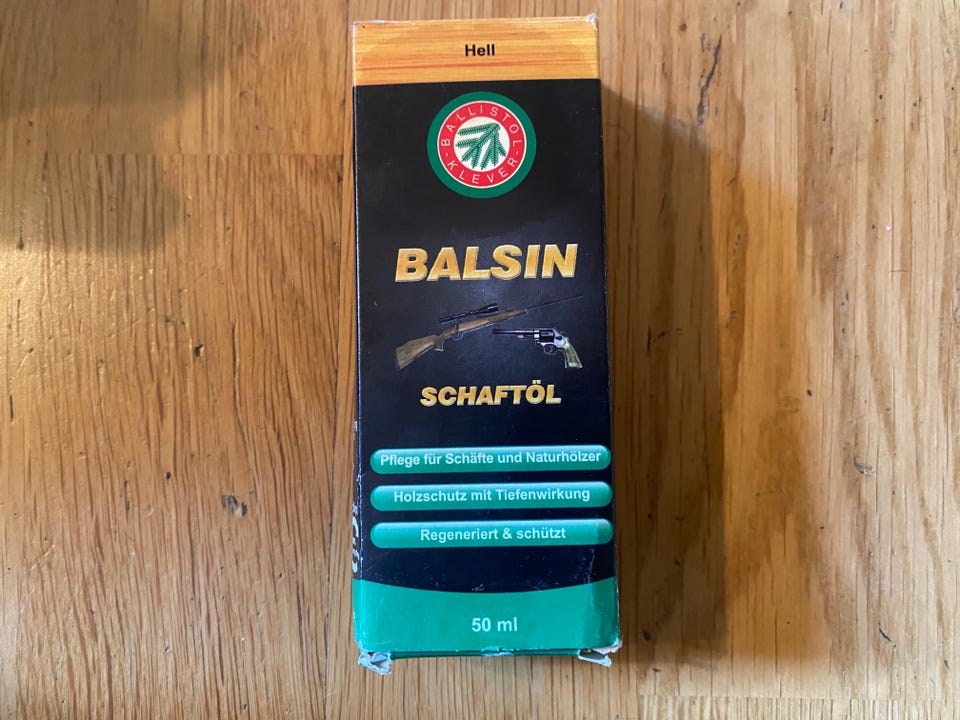 Hell
BALLISTOL
KLEVER
BALSIN
SCHAFTÖL
Pflege für Schäfte und Naturhölzer
Holzschutz mit Tiefenwirkung
Regeneriert & schützt
50 ml